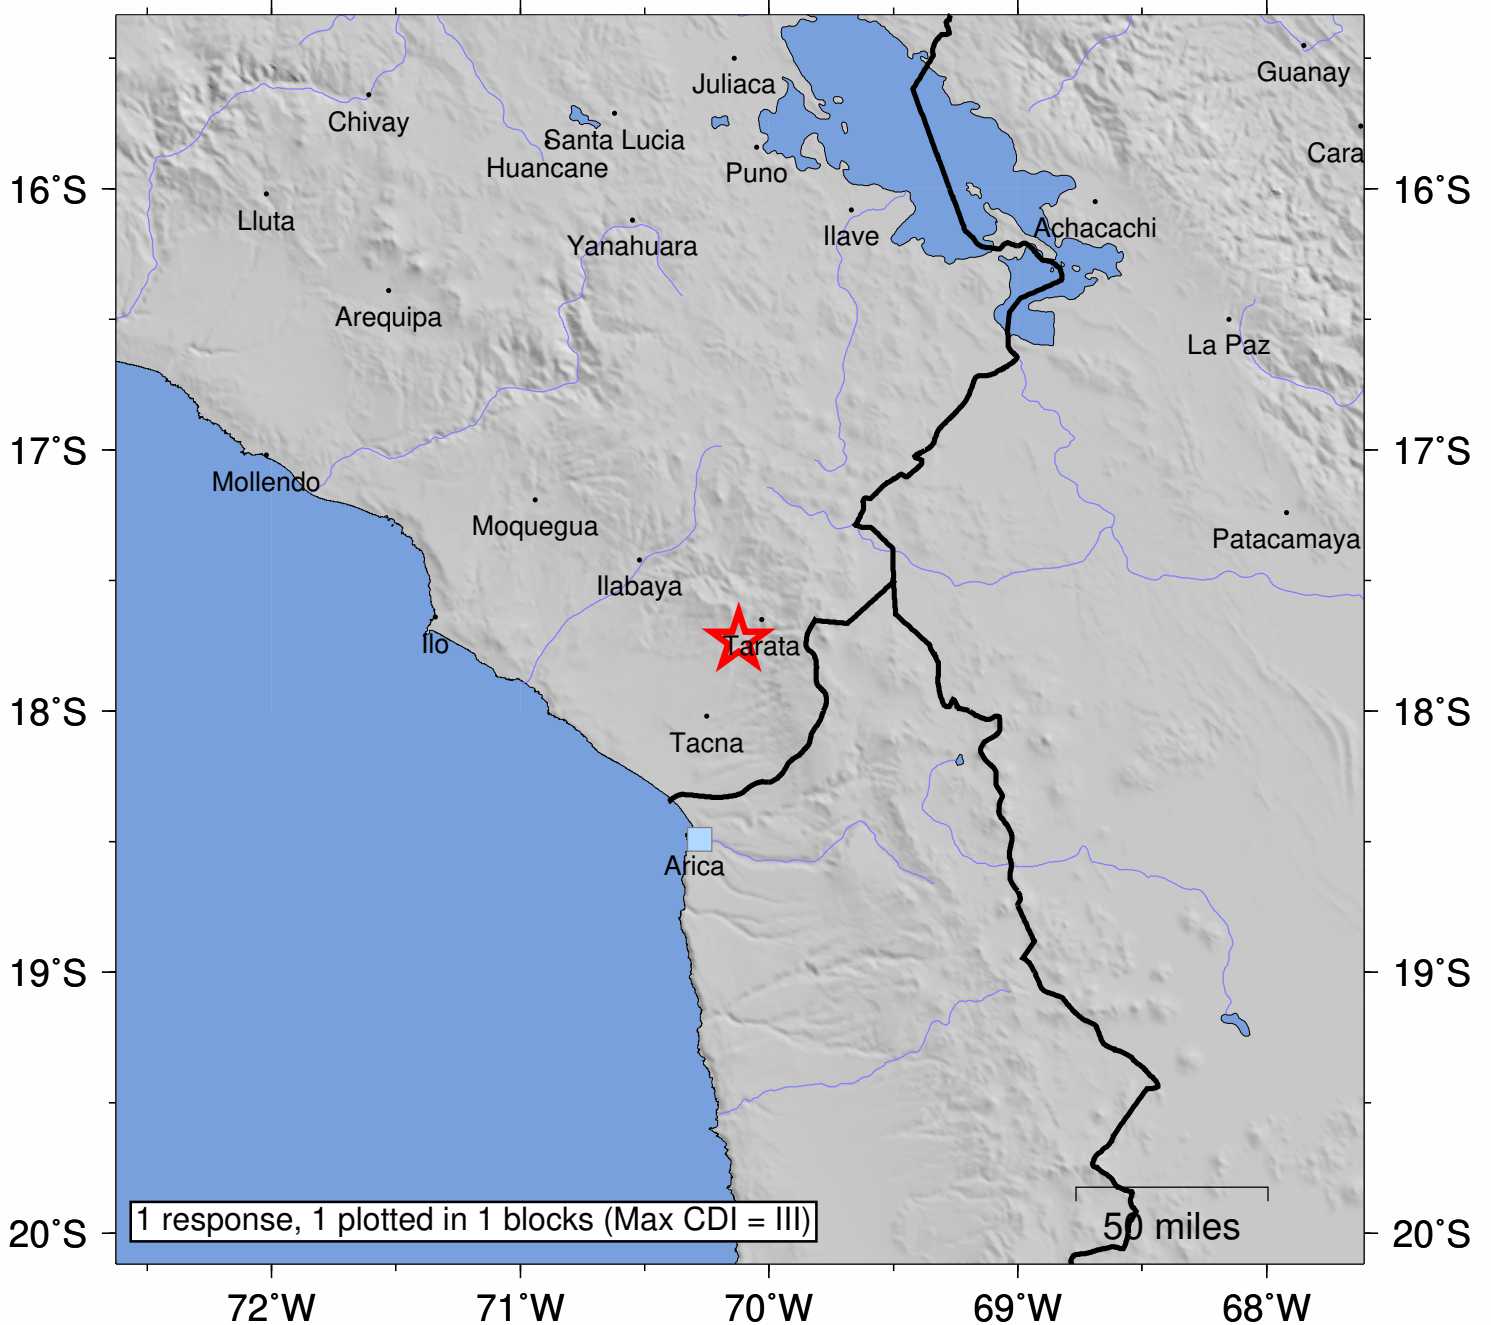 Juliaca
Guanay
Chivay
Santa Lucia
Huancane
Puno
Cara
16°S
16°S
Lluta
Achacachi
Ilave
Yanahuara
Arequipa
La Paz
17°S
17°S
Mollendo
Moquegua
Patacamaya
Ilabaya
Ilo
Tarata
18°S
18°S
Tacna
Arica
19°S
19°S
1 response, 1 plotted in 1 blocks (Max CDI = III)
50 miles
20°S
20°S
72°W 71°W 70°W 69°W 68°W